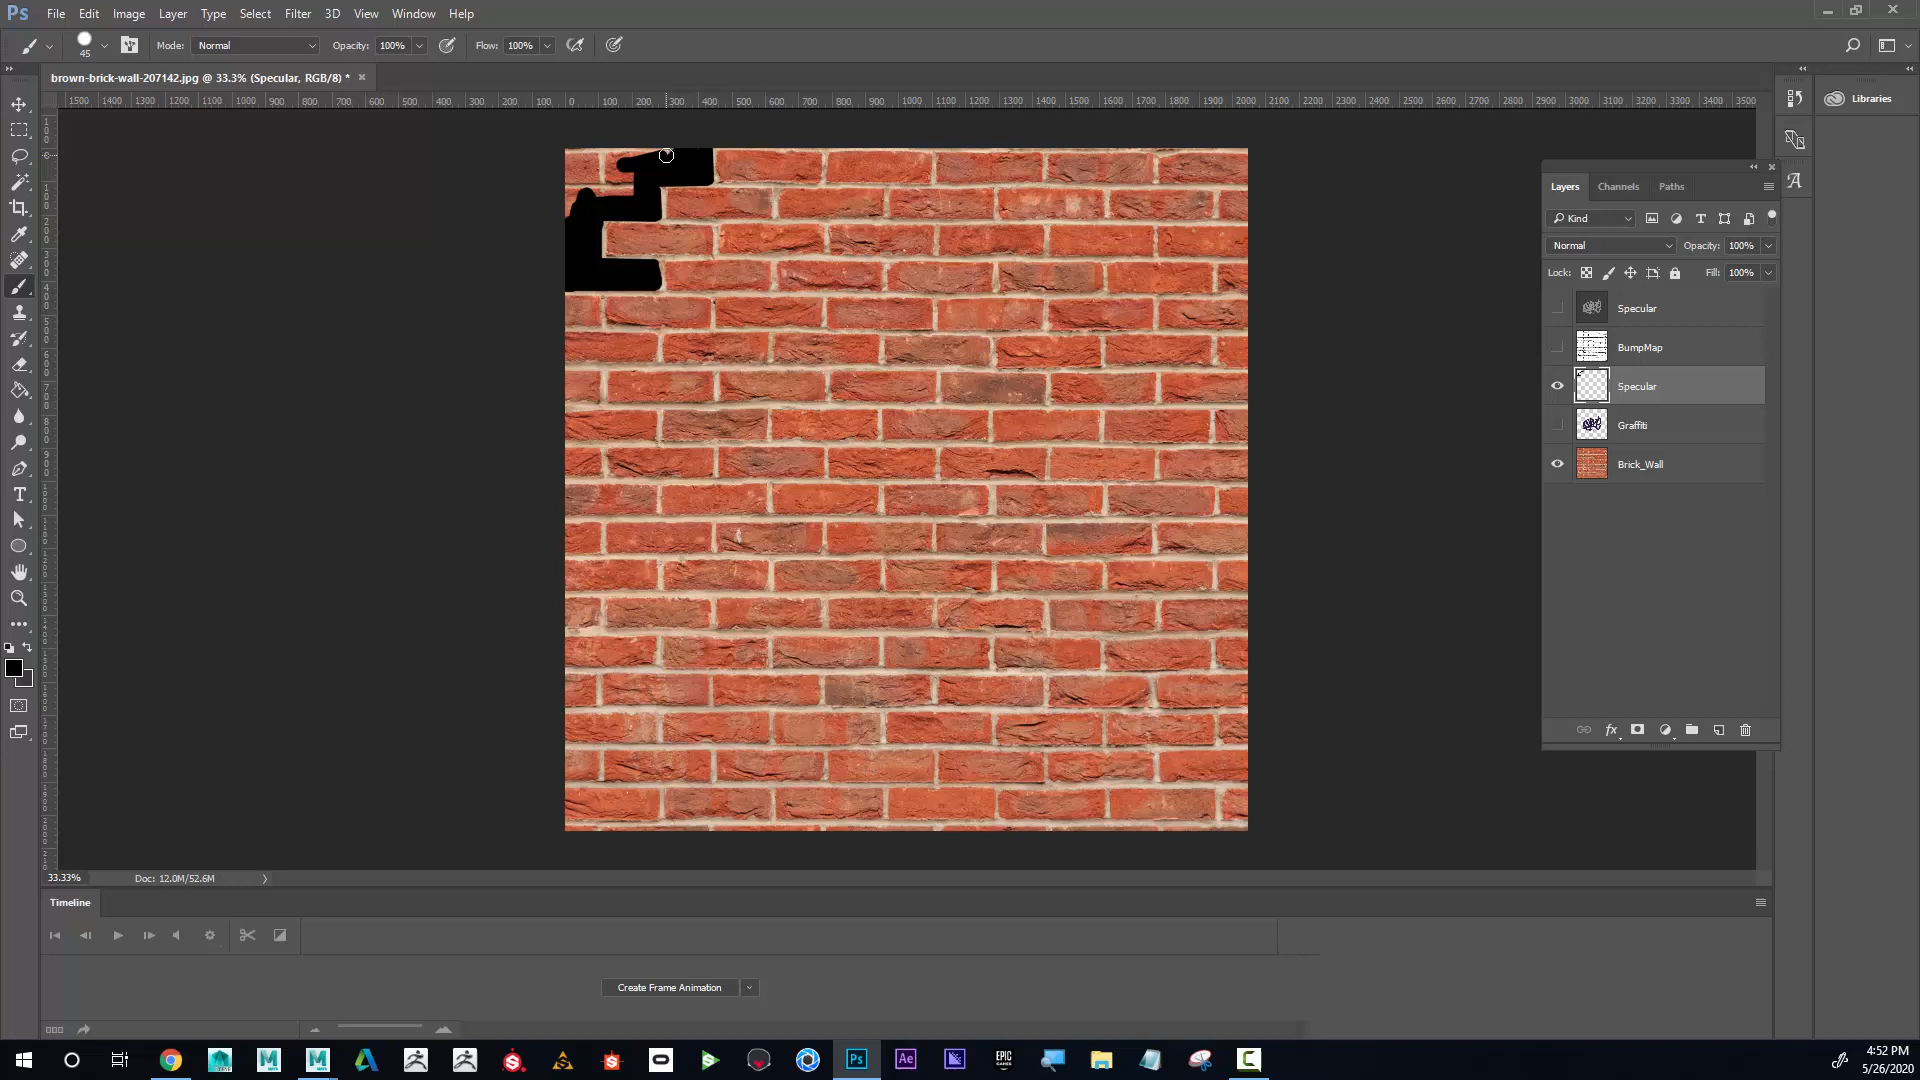 Ps File Edit Image Layer Type Select Filter 3D View Window Help
45 Mode: Normal Opacity: 100% Flow: 100%
brown-brick-wall-207142.jpg @ 33.3% (Specular, RGB/8) *
Libraries
1500 1400 1300 1200 1100 1000 900 800 700 600 500 400 300 200 100 0 100 200 300 400 500 600 700 800 900 1000 1100 1200 1300 1400 1500 1600 1700 1800 1900 2000 2100 2200 2300 2400 2500 2600 2700 2800 2900 3000 3100 3200 3300 3400 3500
Layers Channels Paths
Kind
Normal Opacity: 100%
Lock: Fill: 100%
Specular
BumpMap
Specular
Graffiti
Brick_Wall
fx
33.33% Doc: 12.0M/52.6M
Timeline
Create Frame Animation
Ps Ae EPIC GAMES
4:52 PM
5/26/2020